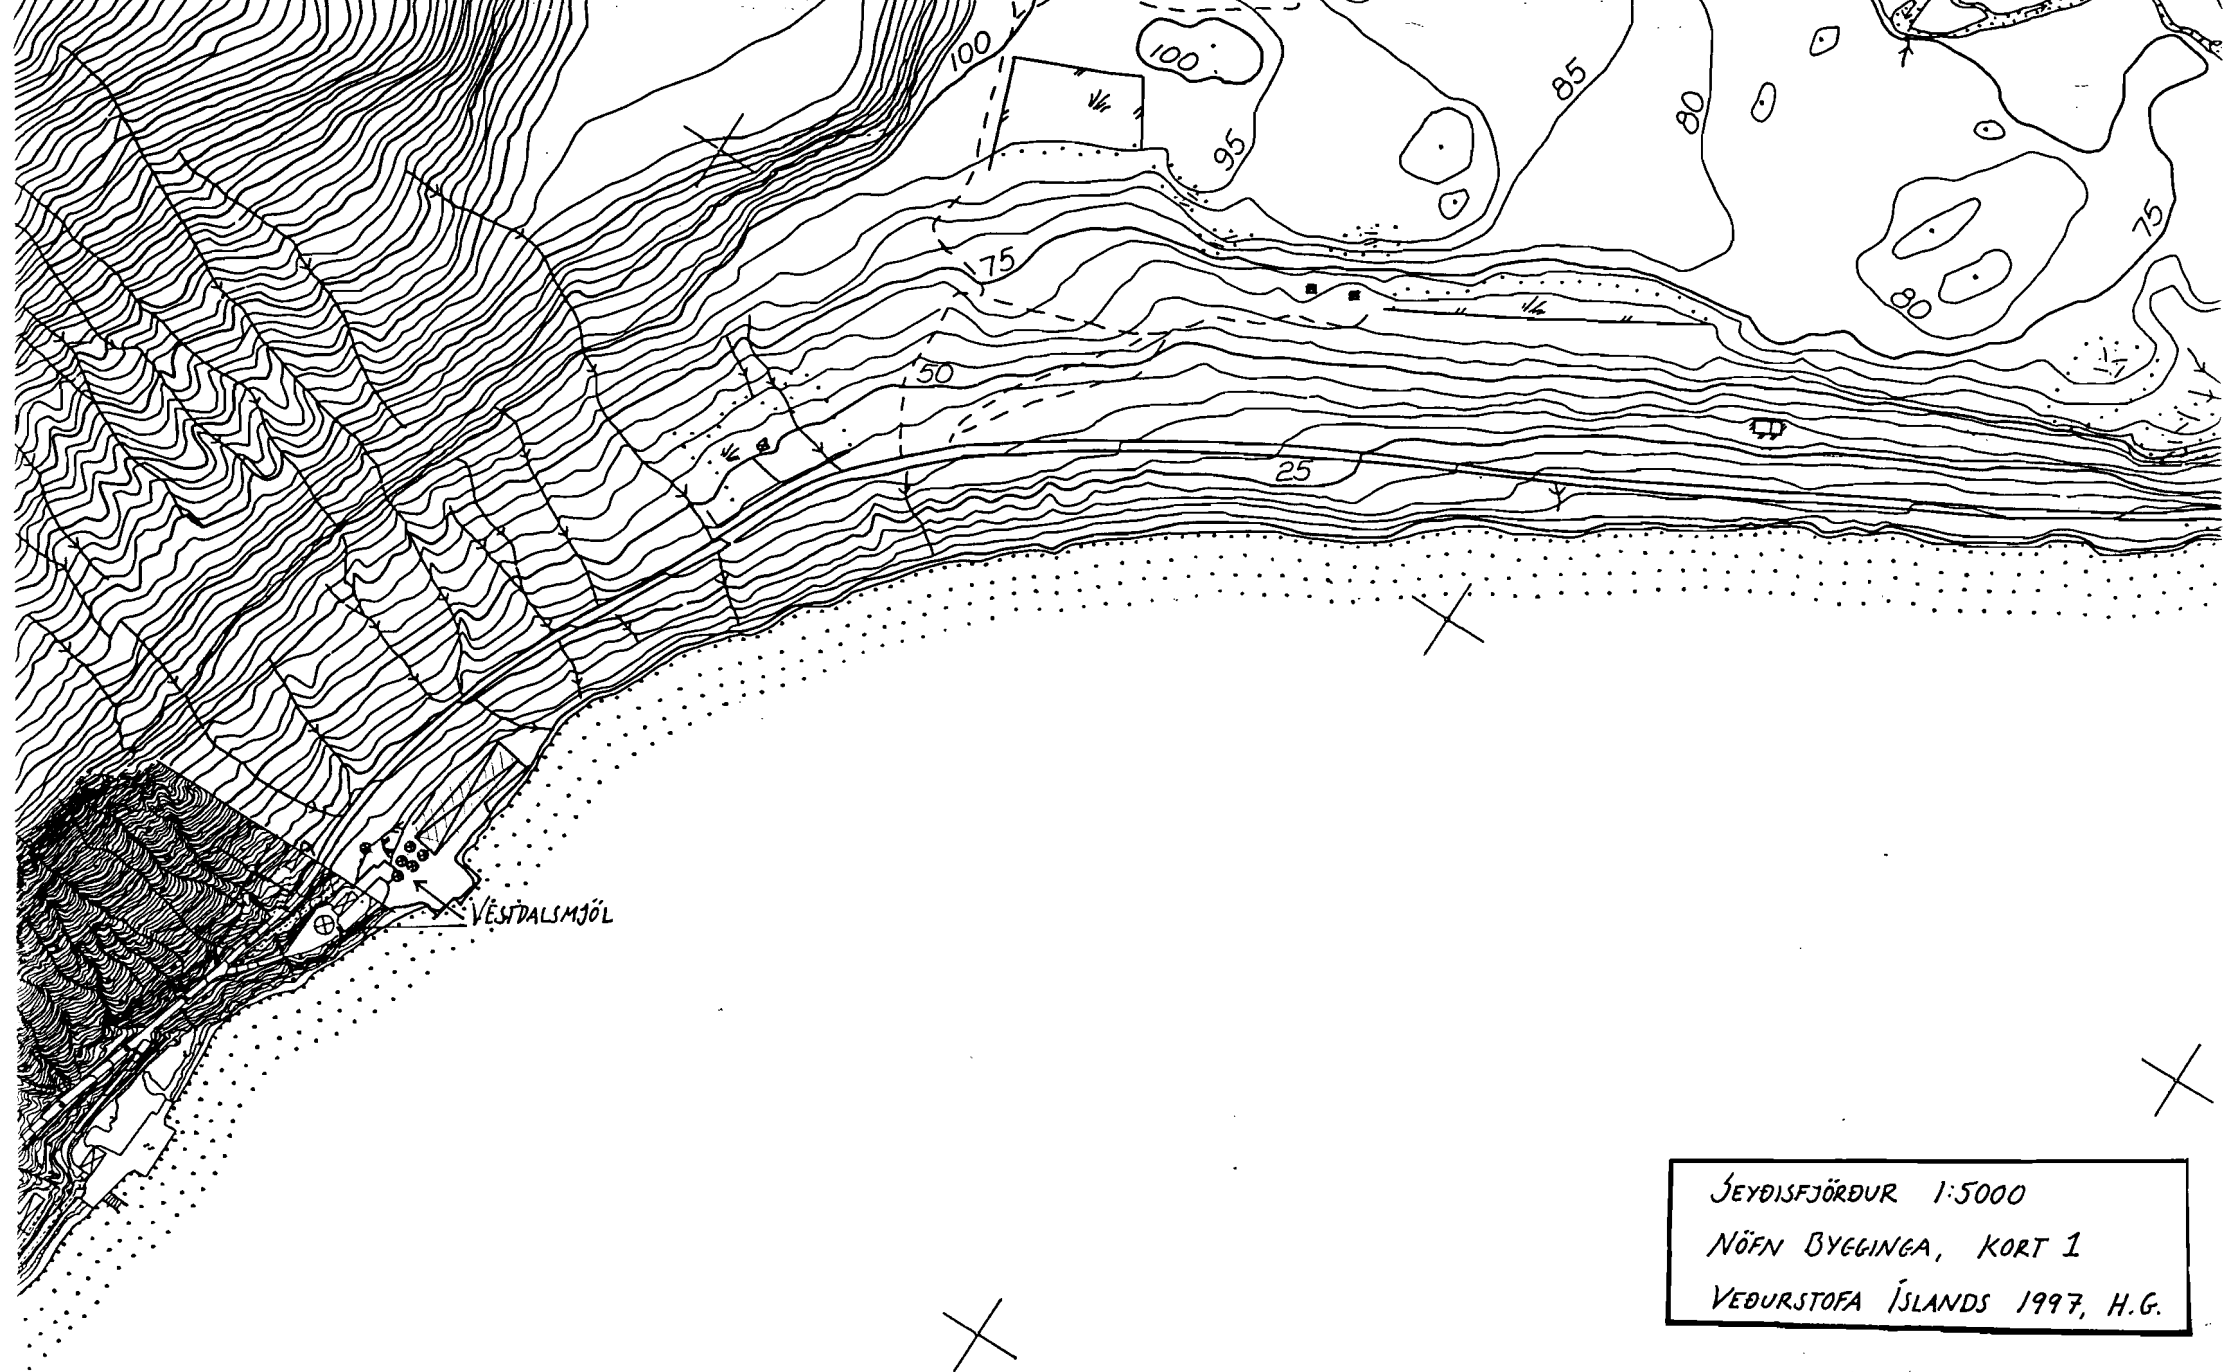 100
100
85
80
95
75
75
80
50
25
VESTDALSMJÖL
SEYÐISFJÖRÐUR 1:5000
NÖFN BYGGINGA, KORT 1
VEÐURSTOFA ÍSLANDS 1997, H.G.